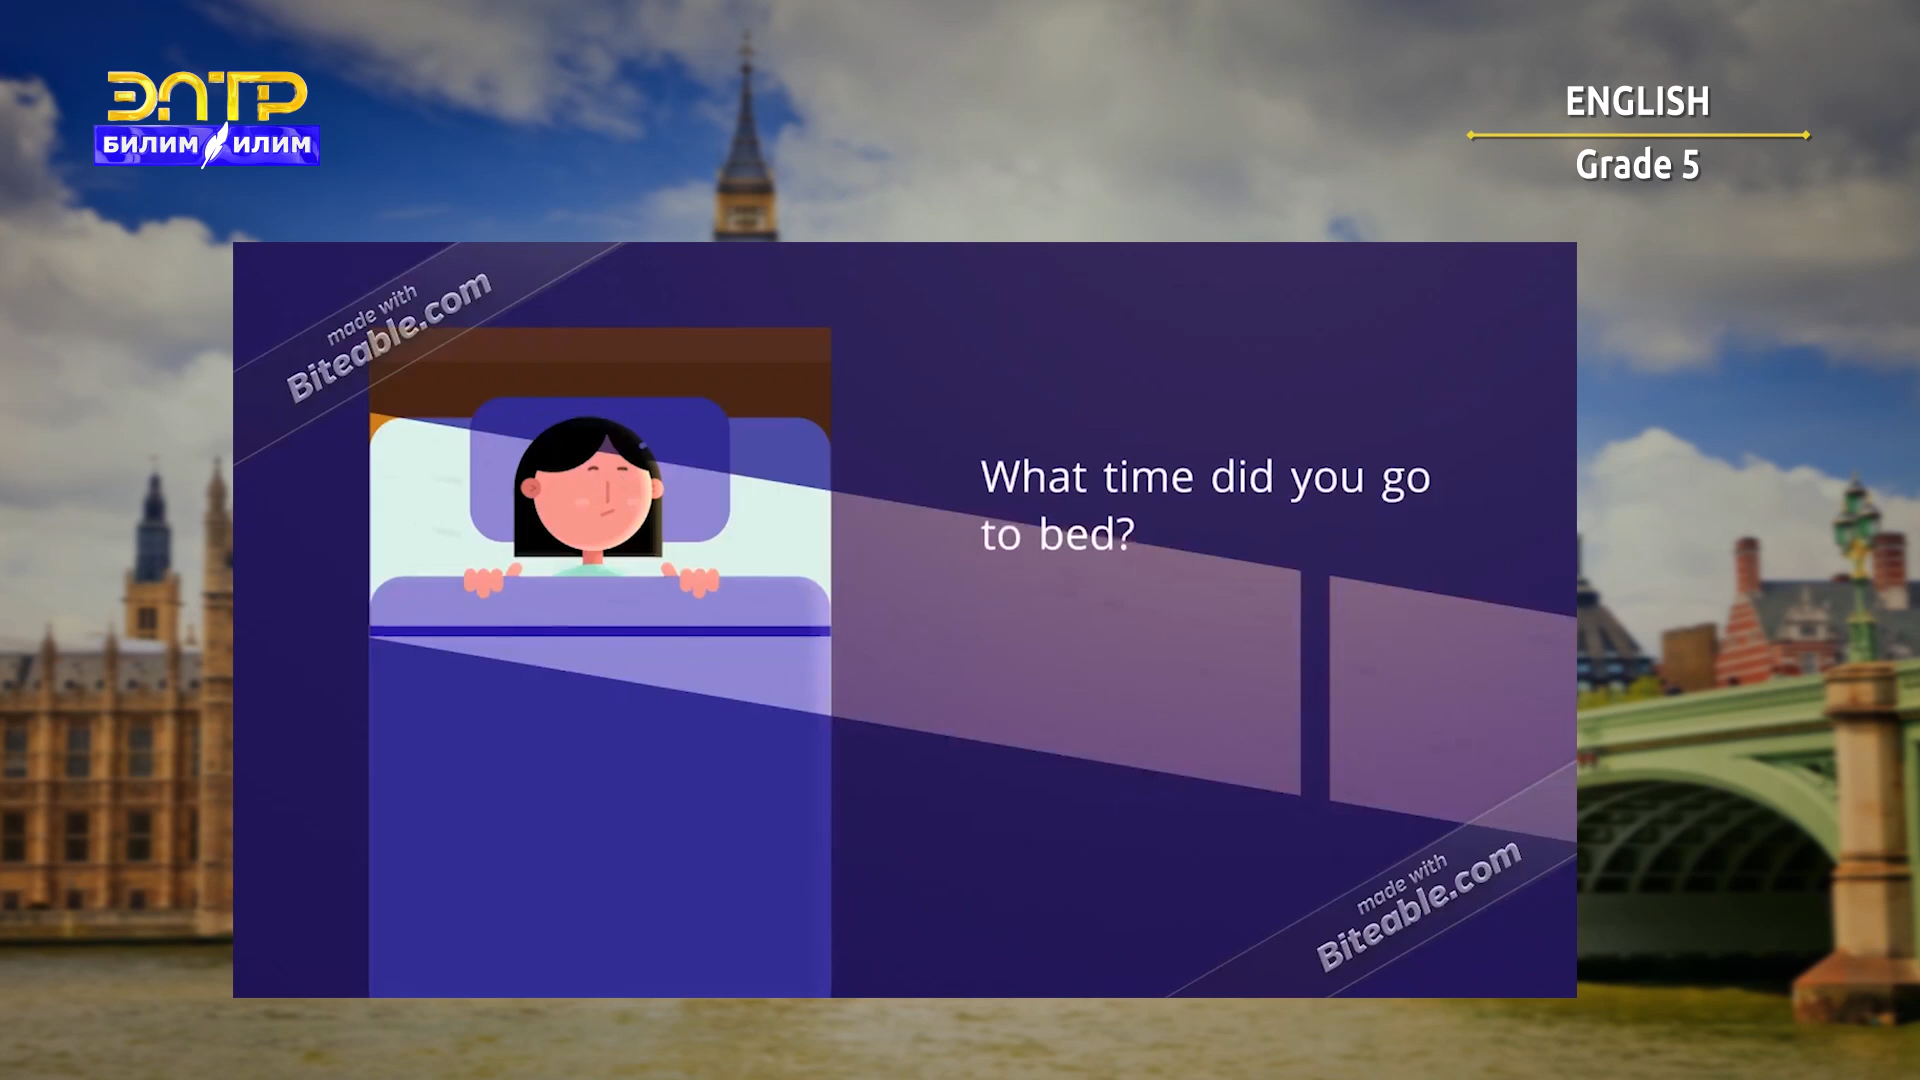 ЭЛТР
БИЛИМ ИЛИМ
ENGLISH
Grade 5
made with
Biteable.com
What time did you go
to bed?
made with
Biteable.com